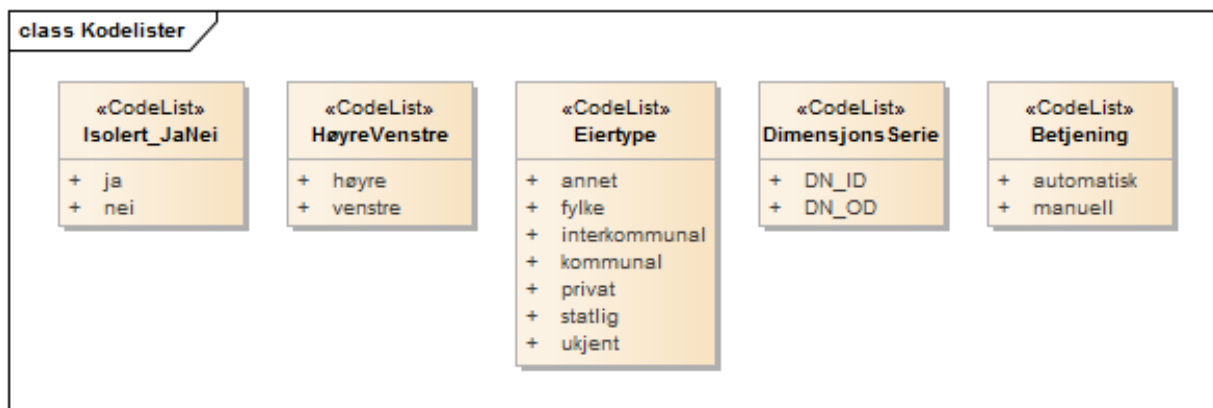 class Kodelister
«CodeList»
Isolert_JaNei
+ ja
+ nei
«CodeList»
HøyreVenstre
+ høyre
+ venstre
«CodeList»
Eiertype
+ annet
+ fylke
+ interkommunal
+ kommunal
+ privat
+ statlig
+ ukjent
«CodeList»
DimensjonsSerie
+ DN_ID
+ DN_OD
«CodeList»
Betjening
+ automatisk
+ manuell